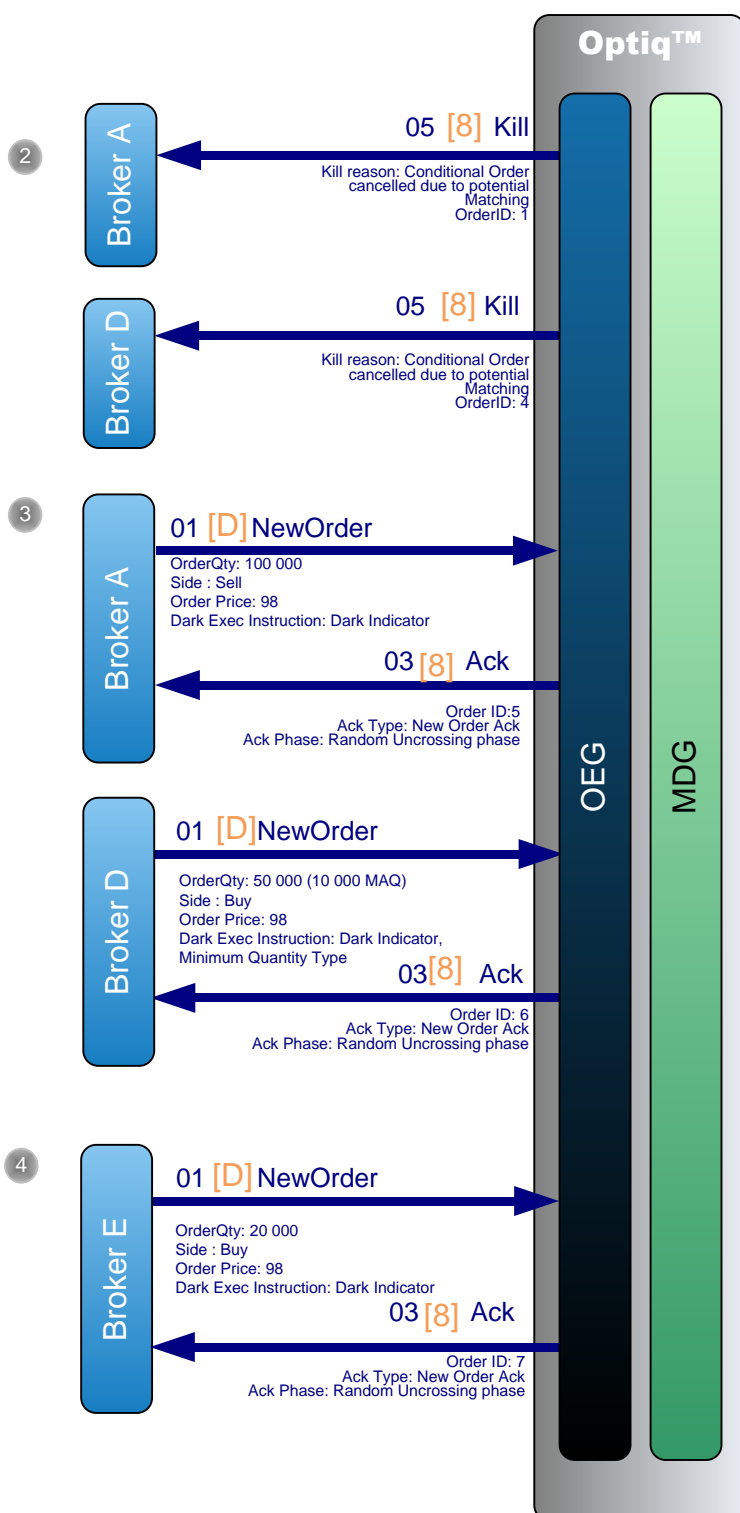 Optiq™
2
Broker A
05 [8] Kill
Kill reason: Conditional Order
cancelled due to potential
Matching
OrderID: 1
Broker D
05 [8] Kill
Kill reason: Conditional Order
cancelled due to potential
Matching
OrderID: 4
3
Broker A
01 [D] NewOrder
OrderQty: 100 000
Side : Sell
Order Price: 98
Dark Exec Instruction: Dark Indicator
03 [8] Ack
Order ID:5
Ack Type: New Order Ack
Ack Phase: Random Uncrossing phase
OEG
MDG
Broker D
01 [D] NewOrder
OrderQty: 50 000 (10 000 MAQ)
Side : Buy
Order Price: 98
Dark Exec Instruction: Dark Indicator,
Minimum Quantity Type
03 [8] Ack
Order ID: 6
Ack Type: New Order Ack
Ack Phase: Random Uncrossing phase
4
Broker E
01 [D] NewOrder
OrderQty: 20 000
Side : Buy
Order Price: 98
Dark Exec Instruction: Dark Indicator
03 [8] Ack
Order ID: 7
Ack Type: New Order Ack
Ack Phase: Random Uncrossing phase